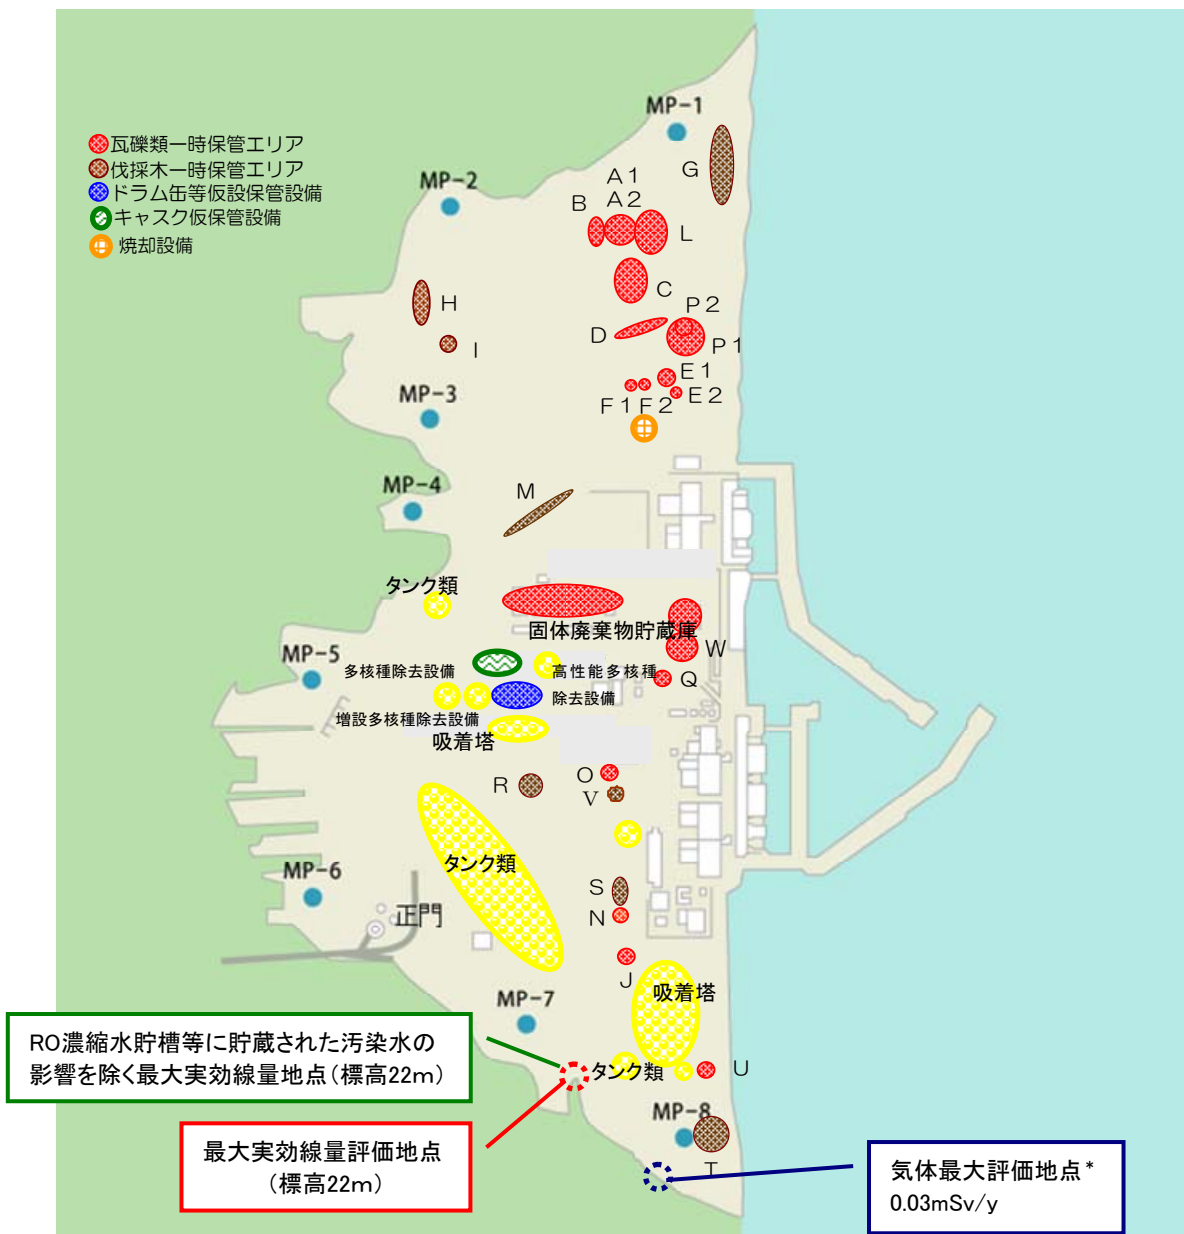 MP-1
瓦礫類一時保管エリア
伐採木一時保管エリア
ドラム缶等仮設保管設備
キャスク仮保管設備
焼却設備
MP-2
G
A1
A2
B
L
C
H
P2
D
P1
I
E1
E2
F1
F2
MP-3
MP-4
M
タンク類
固体廃棄物貯蔵庫
W
MP-5
多核種除去設備
高性能多核種
除去設備
Q
増設多核種除去設備
吸着塔
O
R
V
タンク類
MP-6
S
正門
N
J
吸着塔
MP-7
RO濃縮水貯槽等に貯蔵された汚染水の
影響を除く最大実効線量地点(標高22m)
タンク類
U
MP-8
最大実効線量評価地点
(標高22m)
T
気体最大評価地点*
0.03mSv/y